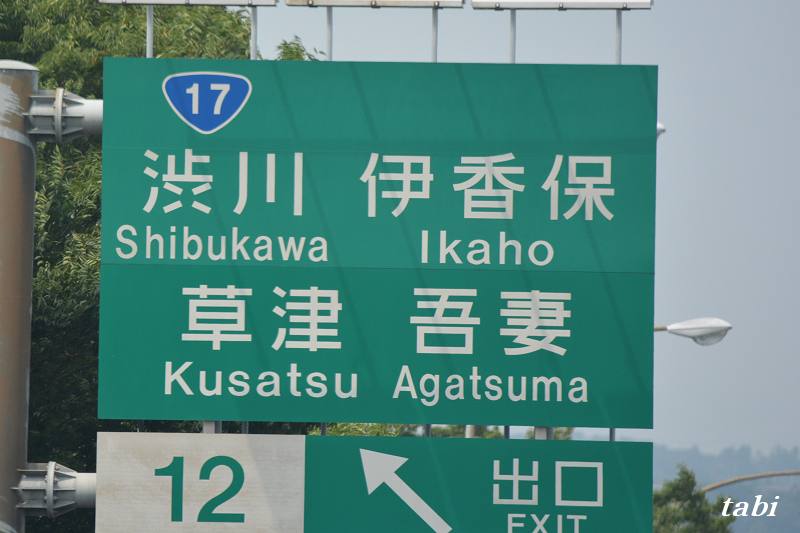 17
渋川 伊香保
Shibukawa Ikaho
草津 吾妻
Kusatsu Agatsuma
12 出口
EXIT
tabi